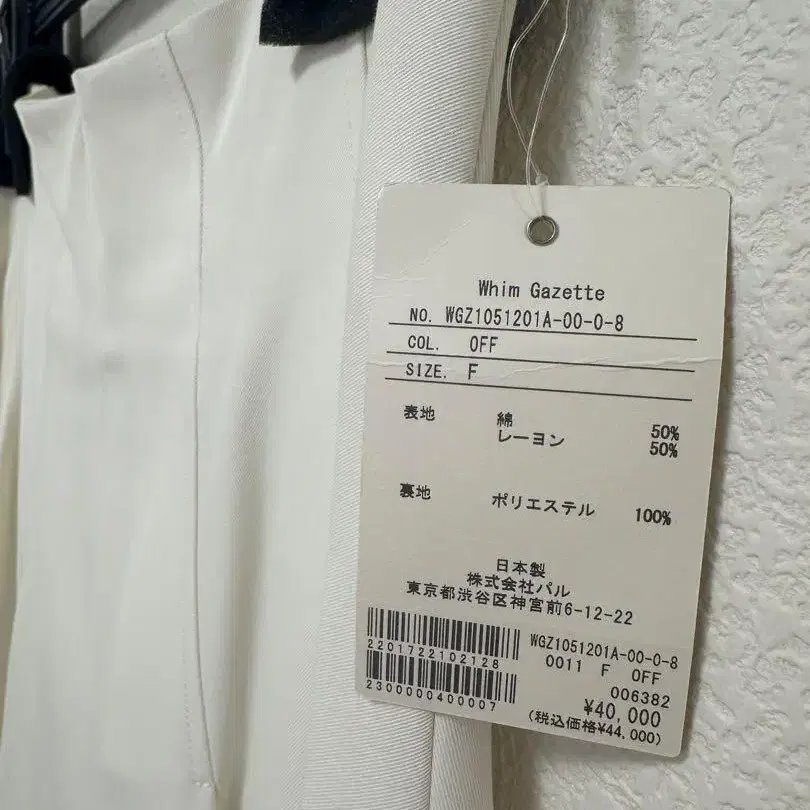 Whim Gazette
NO. WGZ1051201A-00-0-8
COL. OFF
SIZE. F
表地 綿 50%
レーヨン 50%
裏地 ポリエステル 100%
日本製
株式会社パル
東京都渋谷区神宮前6-12-22
2201722102128
2300000400007
WGZ1051201A-00-0-8
0011 F OFF
006382
¥40,000
(税込価格¥44,000)